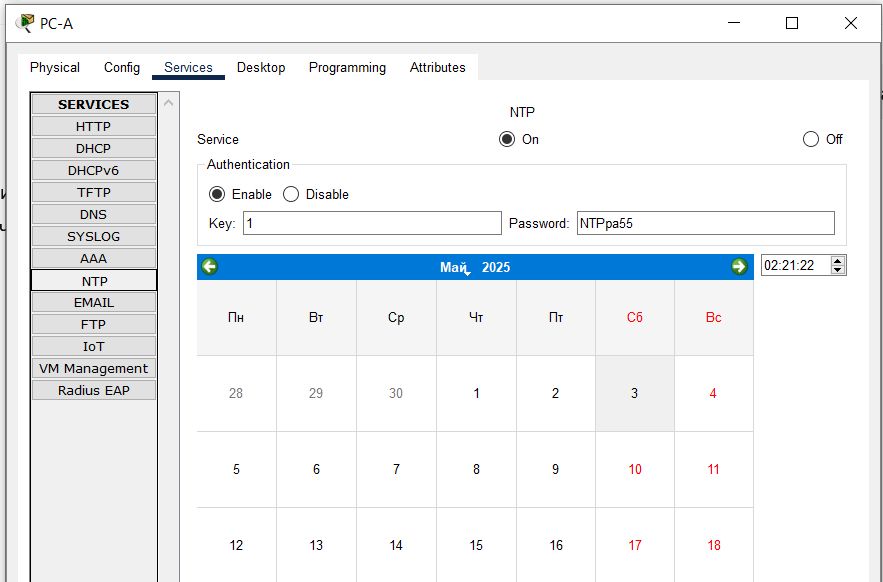 PC-A
Physical Config Services Desktop Programming Attributes
SERVICES
HTTP
DHCP
DHCPv6
TFTP
DNS
SYSLOG
AAA
NTP
EMAIL
FTP
IoT
VM Management
Radius EAP
NTP
Service On Off
Authentication
Enable Disable
Key: 1 Password: NTPpa55
Май 2025 02:21:22
Пн Вт Ср Чт Пт Сб Вс
28 29 30 1 2 3 4
5 6 7 8 9 10 11
12 13 14 15 16 17 18